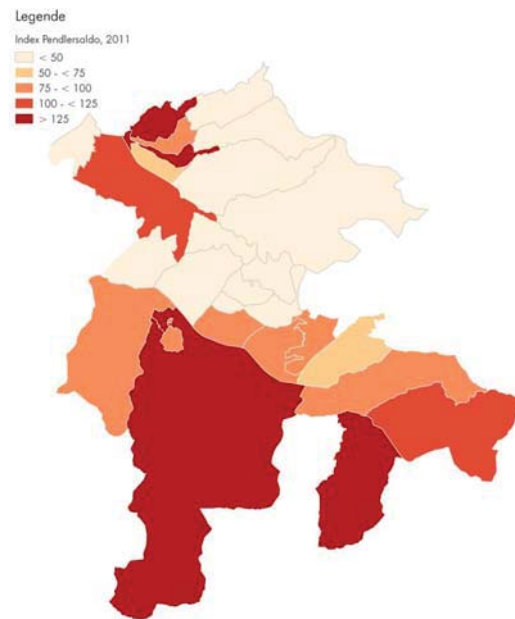 Legende
Index Pendlersaldo, 2011
< 50
50 - < 75
75 - < 100
100 - < 125
> 125